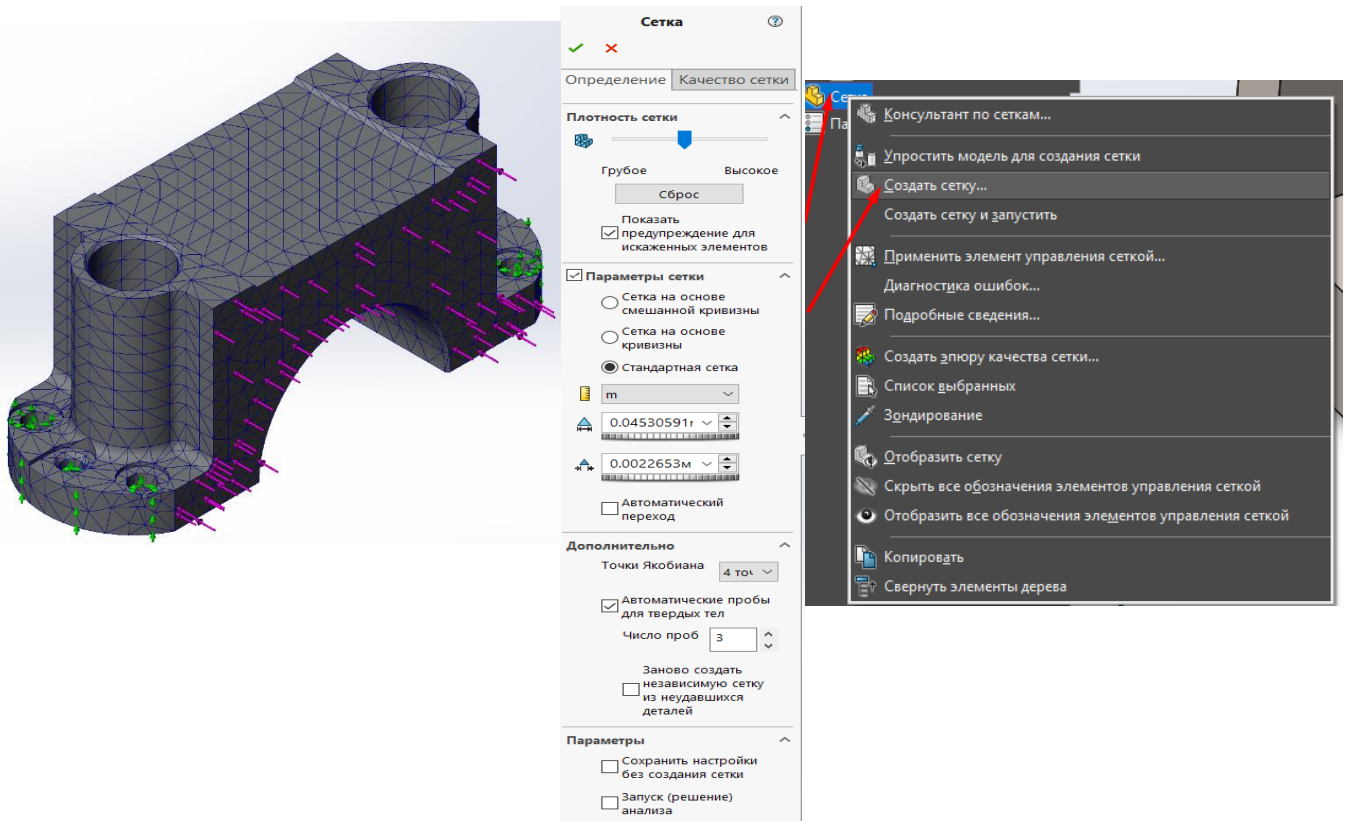 Сетка
Определение
Качество сетки
Плотность сетки
Грубое
Высокое
Сброс
Показать
предупреждение для
искаженных элементов
Параметры сетки
Сетка на основе
смешанной кривизны
Сетка на основе
кривизны
Стандартная сетка
m
0.04530591г
0.0022653м
Автоматический
переход
Дополнительно
Точки Якобиана
4 точ
Автоматические пробы
для твердых тел
Число проб
3
Заново создать
независимую сетку
из неудавшихся
деталей
Параметры
Сохранить настройки
без создания сетки
Запуск (решение)
анализа
Сетка
Па
Консультант по сеткам...
Упростить модель для создания сетки
Создать сетку...
Создать сетку и запустить
Применить элемент управления сеткой...
Диагностика ошибок...
Подробные сведения...
Создать эпюру качества сетки...
Список выбранных
Зондирование
Отобразить сетку
Скрыть все обозначения элементов управления сеткой
Отобразить все обозначения элементов управления сеткой
Копировать
Свернуть элементы дерева